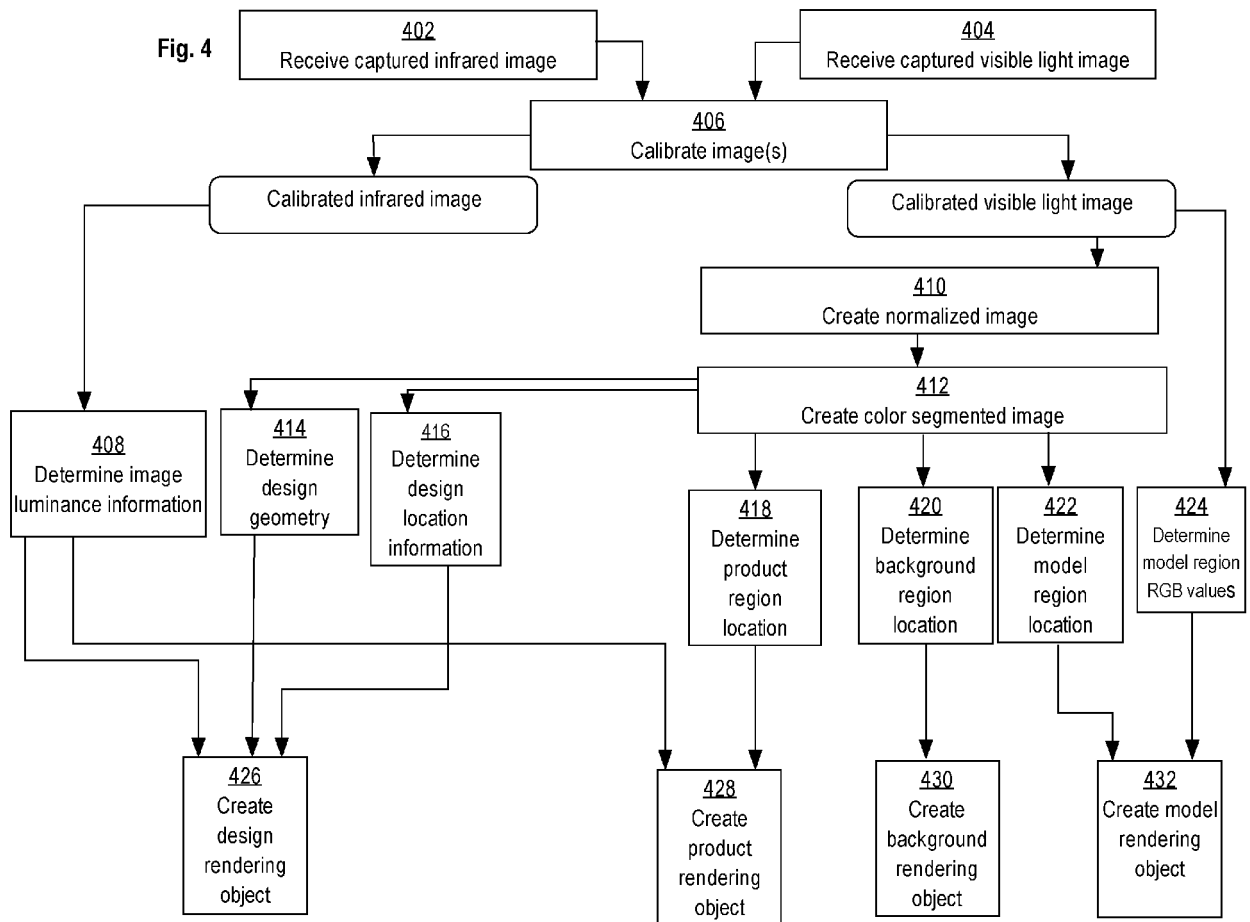 Fig. 4
402
Receive captured infrared image
404
Receive captured visible light image
406
Calibrate image(s)
Calibrated infrared image
Calibrated visible light image
410
Create normalized image
412
Create color segmented image
408
Determine image
luminance information
414
Determine
design
geometry
416
Determine
design
location
information
418
Determine
product
region
location
420
Determine
background
region
location
422
Determine
model
region
location
424
Determine
model region
RGB values
426
Create
design
rendering
object
428
Create
product
rendering
object
430
Create
background
rendering
object
432
Create model
rendering
object